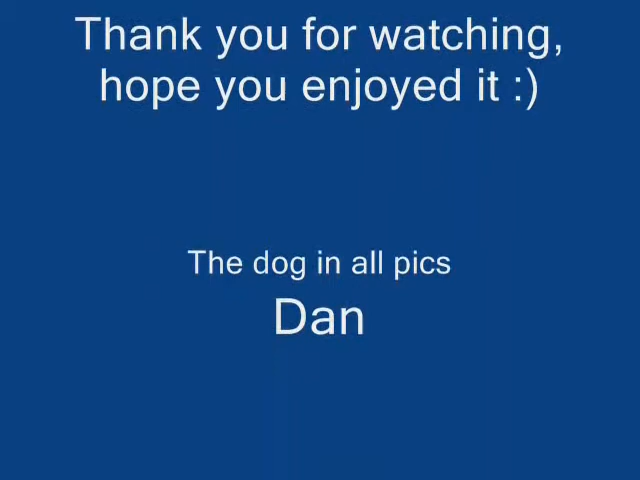 Thank you for watching,
hope you enjoyed it :)
The dog in all pics
Dan